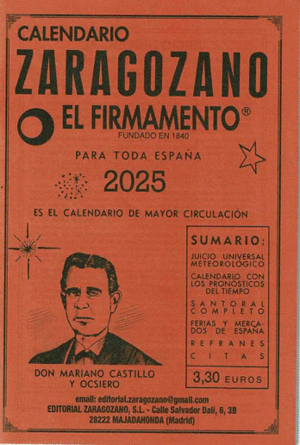 CALENDARIO
ZARAGOZANO
EL FIRMAMENTO®
FUNDADO EN 1840
PARA TODA ESPAÑA
2025
ES EL CALENDARIO DE MAYOR CIRCULACIÓN
SUMARIO:
JUICIO UNIVERSAL
METEOROLÓGICO
CALENDARIO CON
LOS PRONÓSTICOS
DEL TIEMPO
SANTORAL
COMPLETO
FERIAS Y MERCA-
DOS DE ESPAÑA
REFRANES
CITAS
3,30 EUROS
DON MARIANO CASTILLO
Y OCSIERO
email: editorial.zaragozano@gmail.com
EDITORIAL ZARAGOZANO, S.L. - Calle Salvador Dalí, 6, 3B
28222 MAJADAHONDA (Madrid)